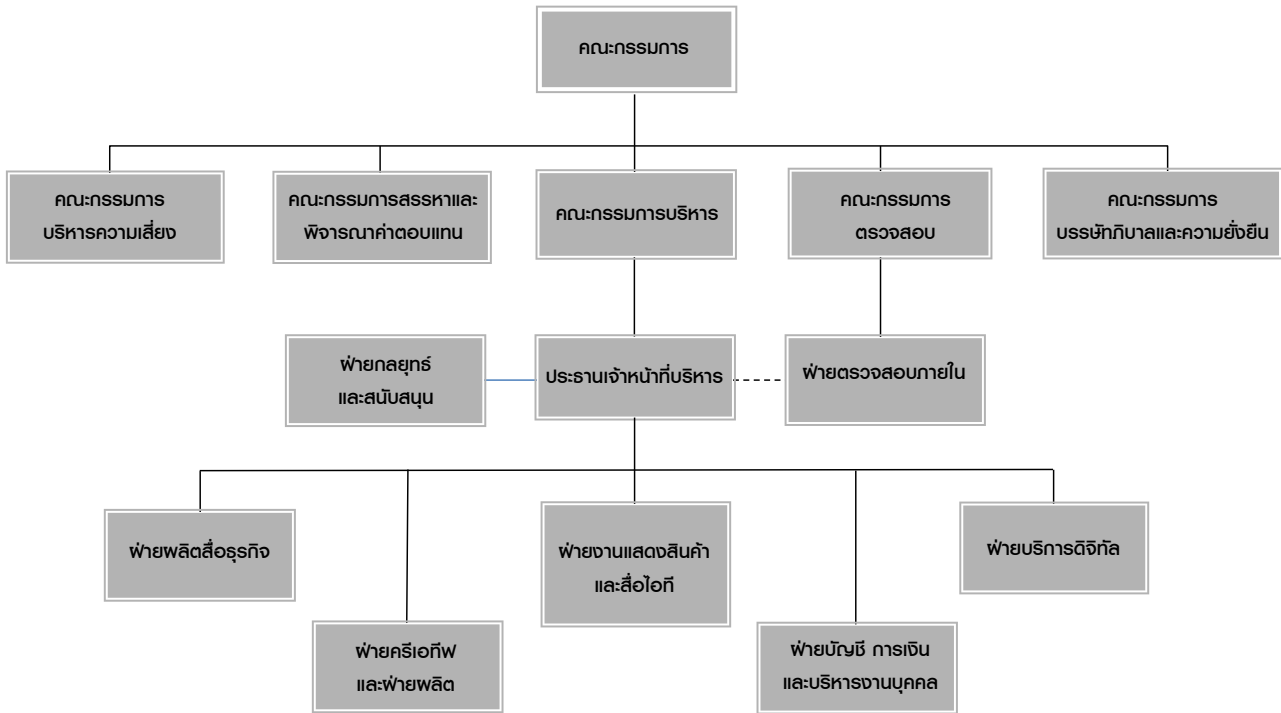 คณะกรรมการ
คณะกรรมการ
บริหารความเสี่ยง
คณะกรรมการสรรหาและ
พิจารณาค่าตอบแทน
คณะกรรมการบริหาร
คณะกรรมการ
ตรวจสอบ
คณะกรรมการ
บรรษัทภิบาลและความยั่งยืน
ฝ่ายกลยุทธ์
และสนับสนุน
ประธานเจ้าหน้าที่บริหาร
ฝ่ายตรวจสอบภายใน
ฝ่ายผลิตสื่อธุรกิจ
ฝ่ายครีเอทีฟ
และฝ่ายผลิต
ฝ่ายงานแสดงสินค้า
และสื่อไอที
ฝ่ายบัญชี การเงิน
และบริหารงานบุคคล
ฝ่ายบริการดิจิทัล